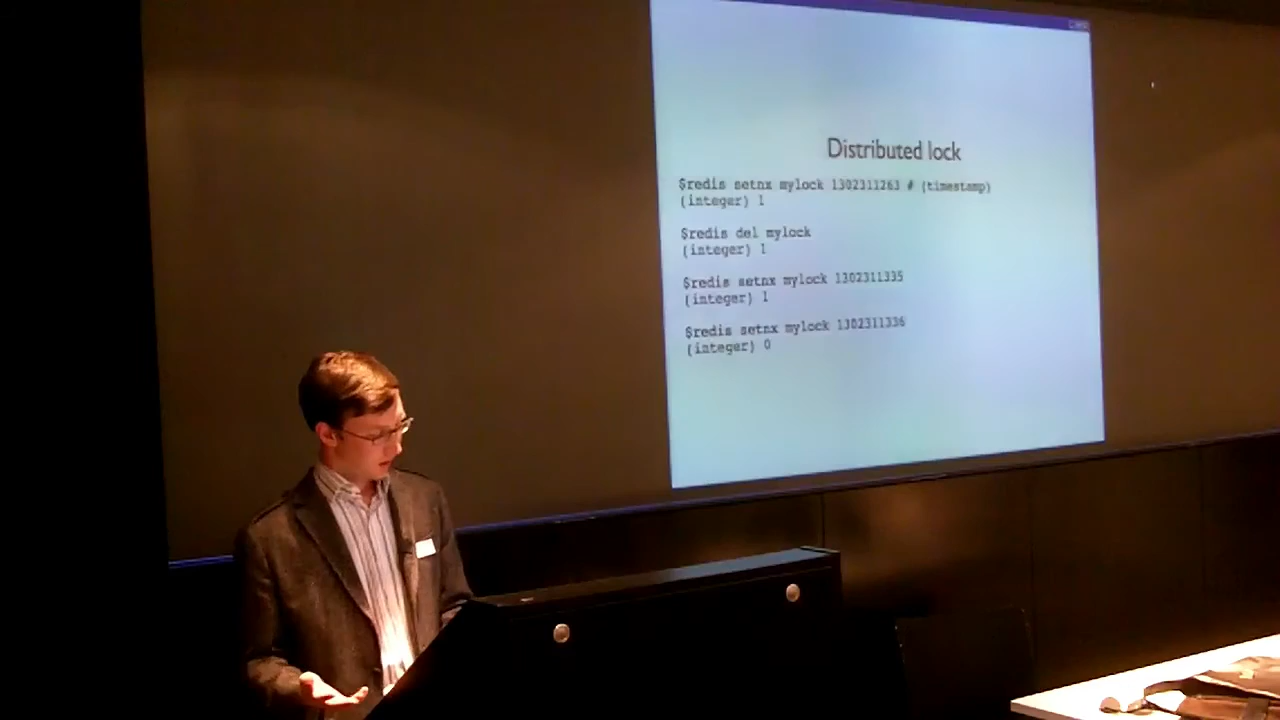 Distributed lock
$redis setnx mylock 1302311263 # (timestamp)
(integer) 1
$redis del mylock
(integer) 1
$redis setnx mylock 1302311335
(integer) 1
$redis setnx mylock 1302311336
(integer) 0